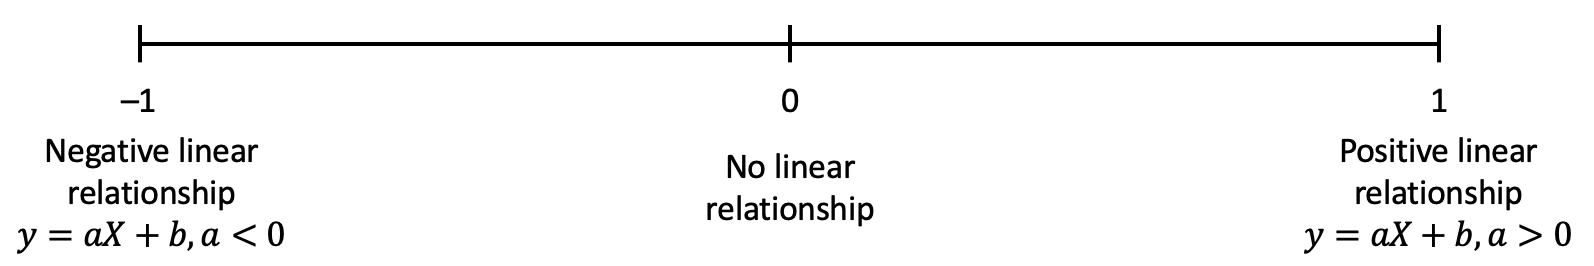 –1
0
1
Negative linear
relationship
y = aX + b, a < 0
No linear
relationship
Positive linear
relationship
y = aX + b, a > 0